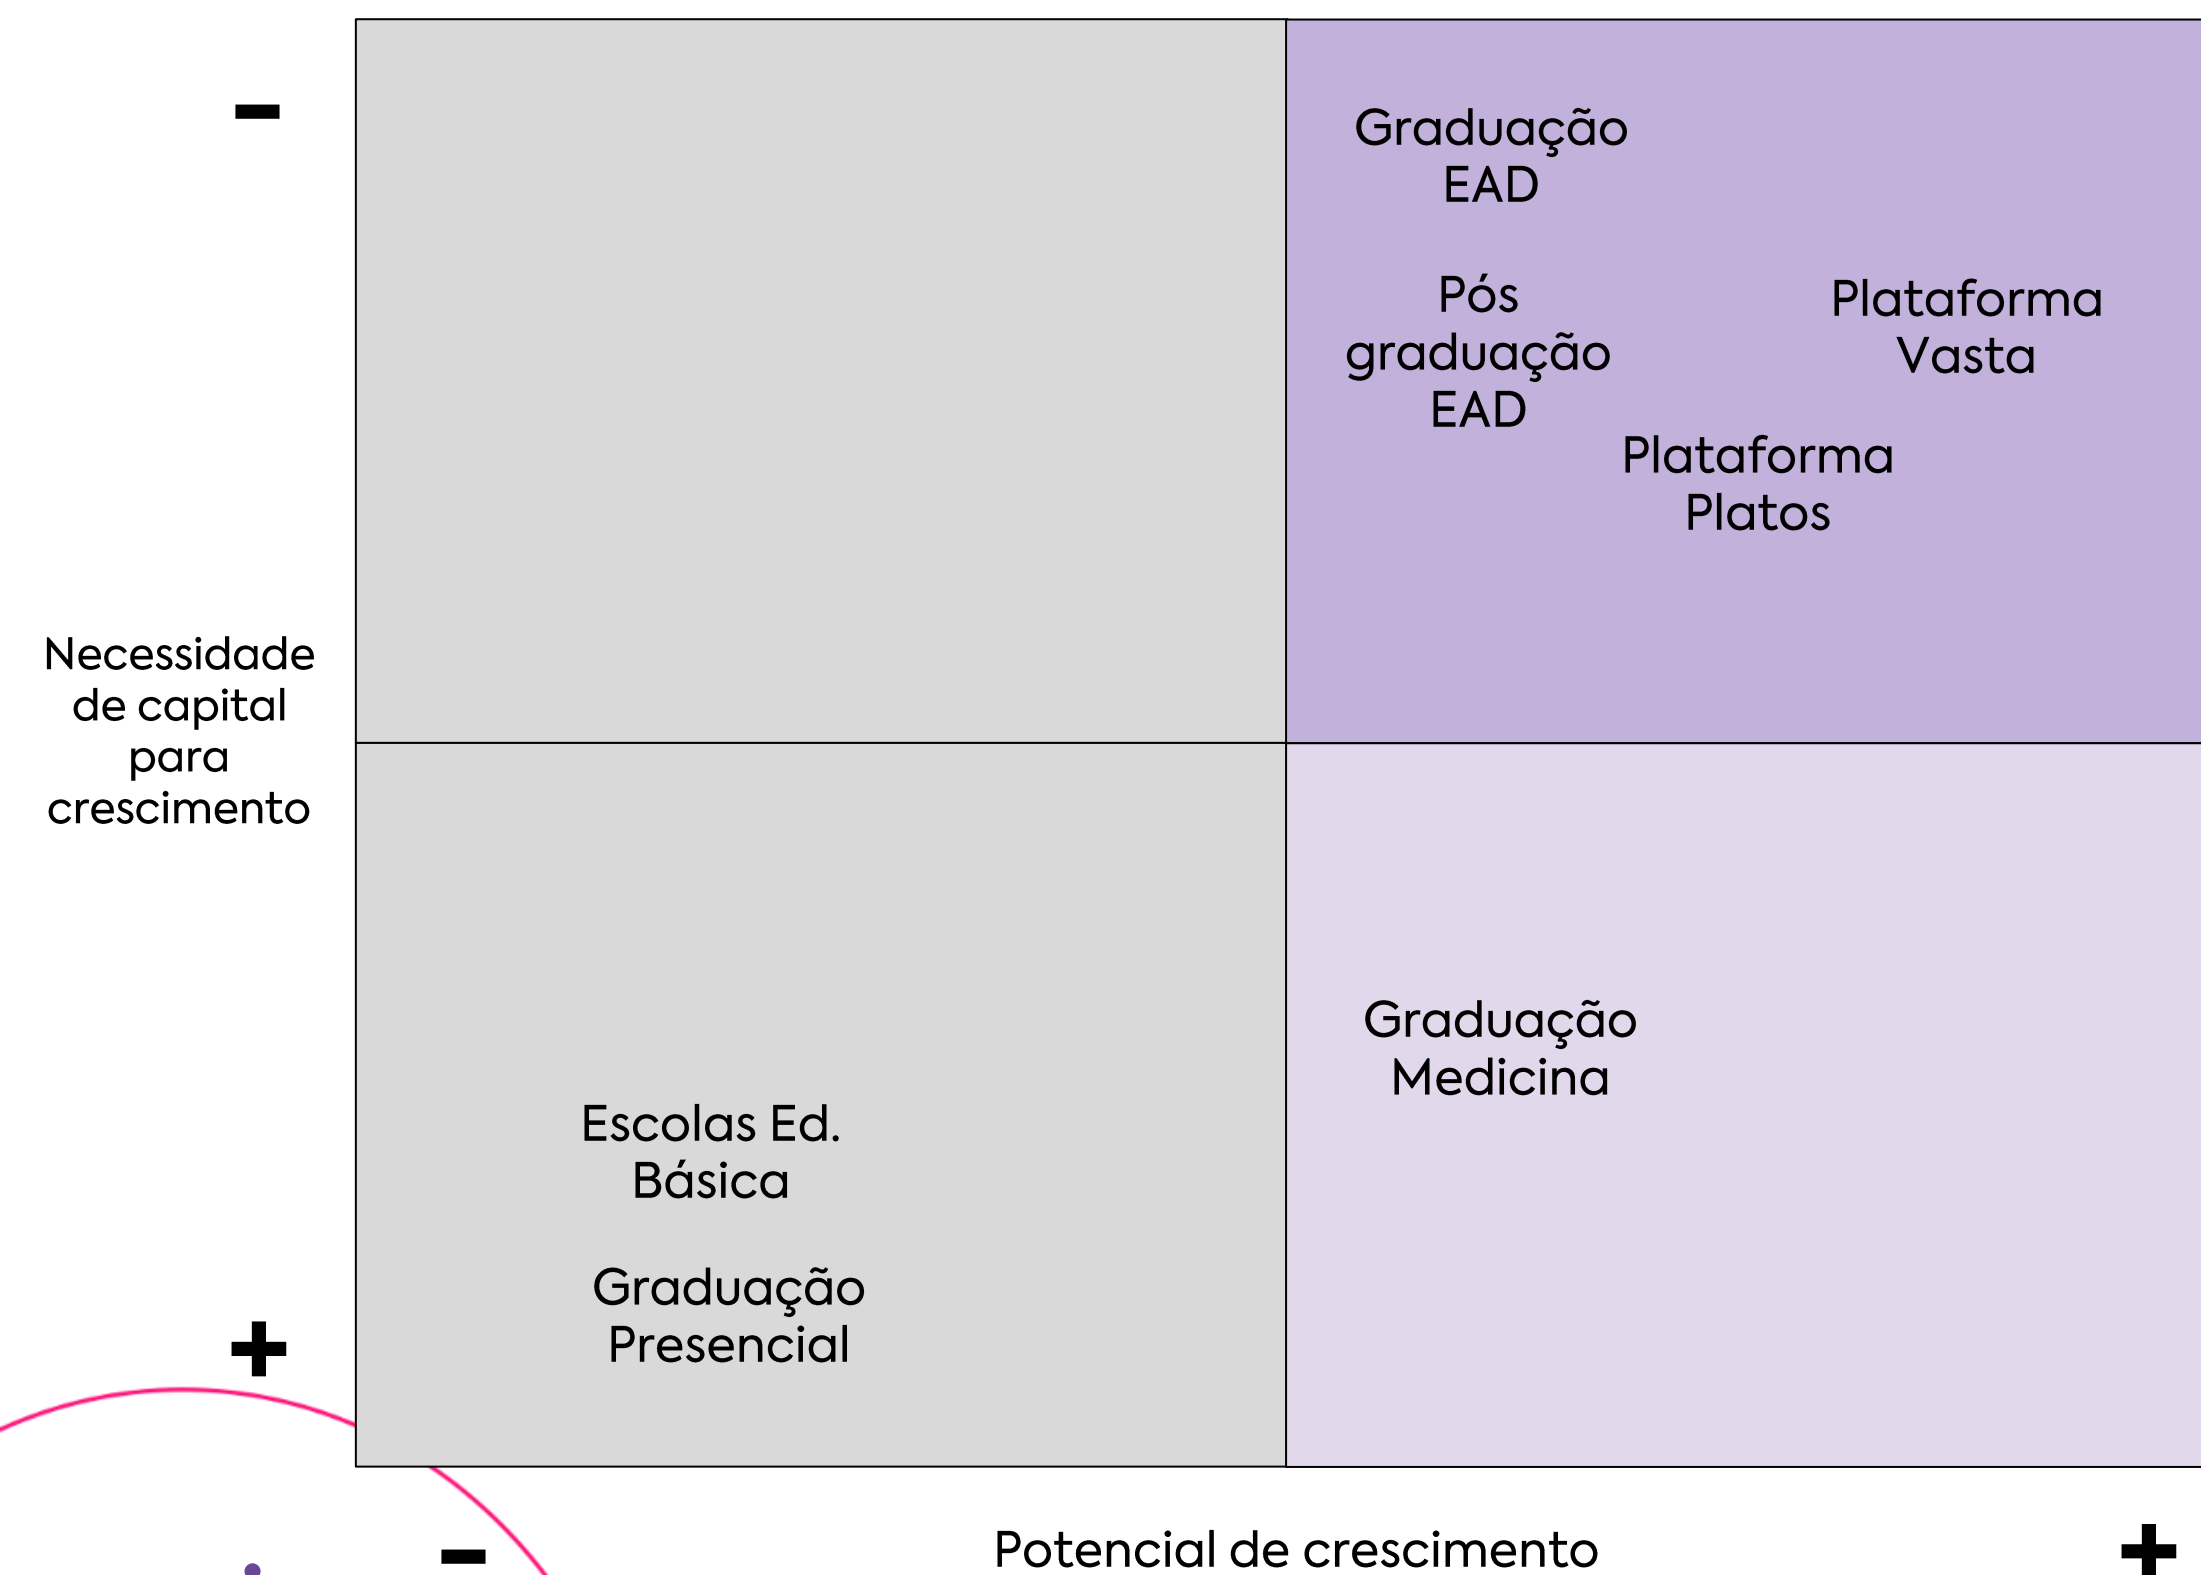 -
Graduação
EAD
Pós
graduação
EAD
Plataforma
Vasta
Plataforma
Platos
Necessidade
de capital
para
crescimento
Graduação
Medicina
Escolas Ed.
Básica
Graduação
Presencial
+
-
Potencial de crescimento
+